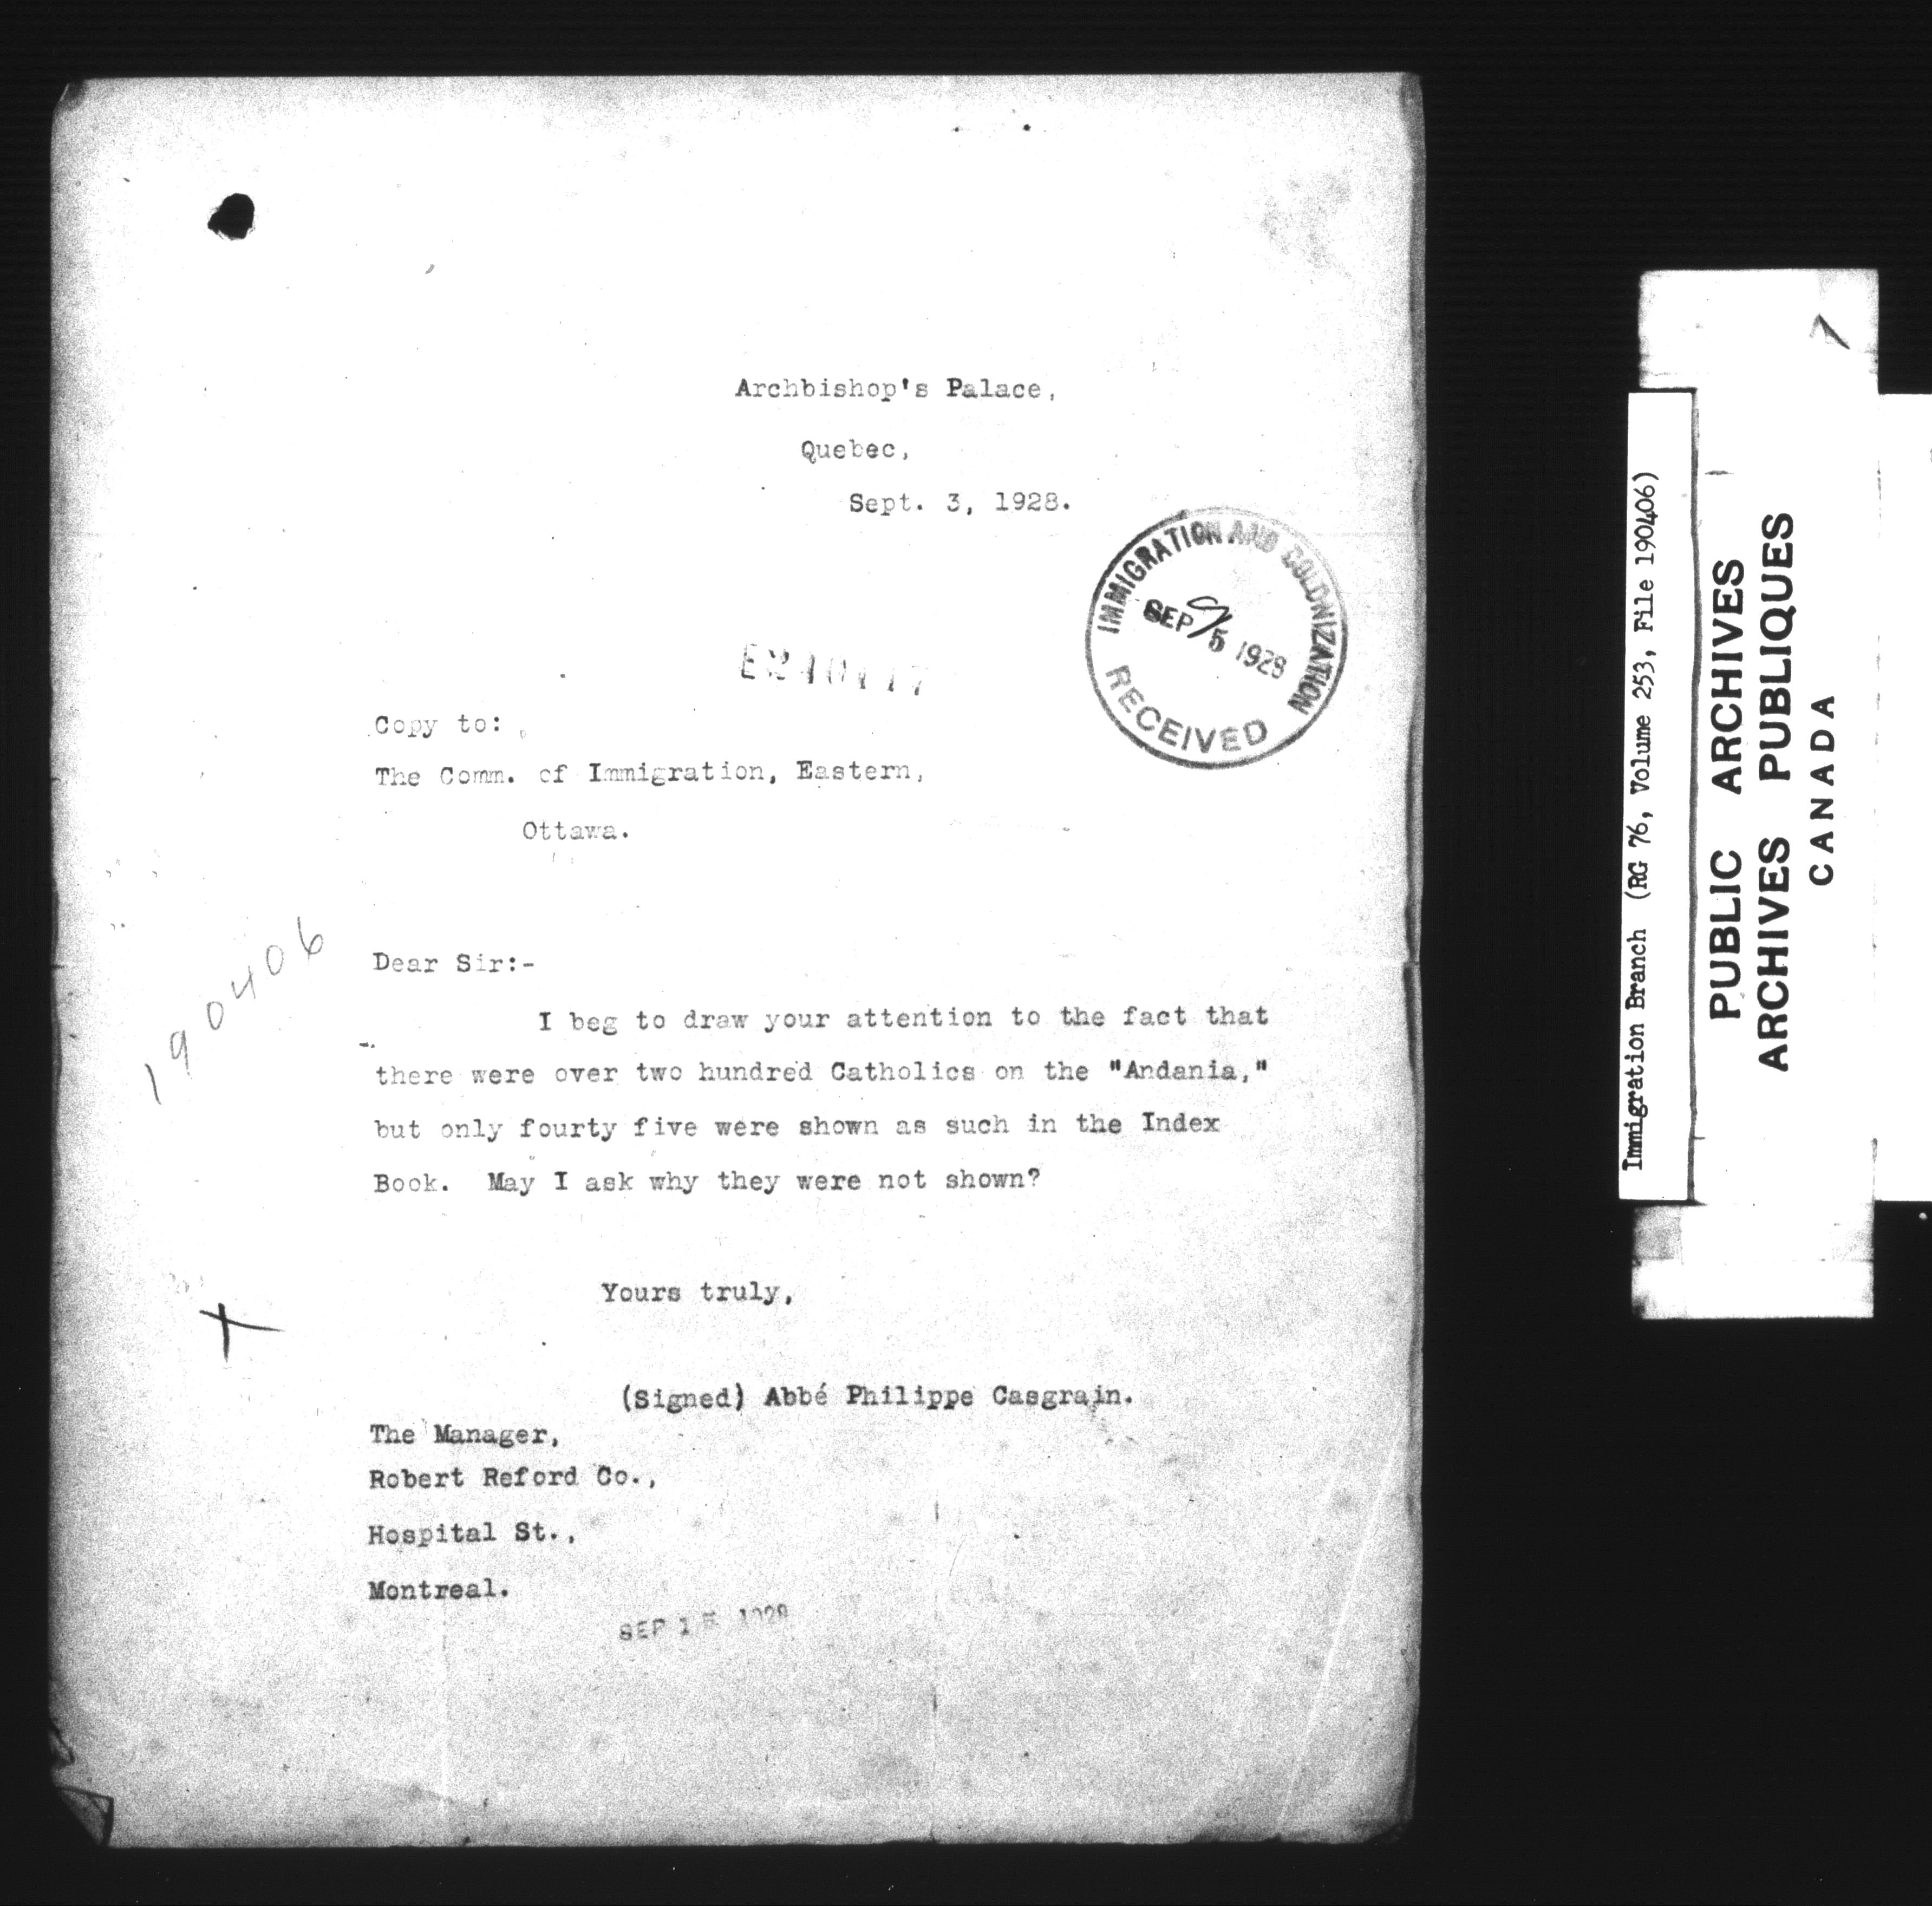 Archbishop's Palace,
Quebec,
Sept. 3, 1928.
IMMIGRATION AND COLONIZATION
SEP 5 1928
RECEIVED
Copy to:
The Comm. of Immigration, Eastern,
Ottawa.
190406
Dear Sir:-
I beg to draw your attention to the fact that
there were over two hundred Catholics on the "Andania,"
but only fourty five were shown as such in the Index
Book. May I ask why they were not shown?
Yours truly,
(Signed) Abbé Philippe Casgrain.
The Manager,
Robert Reford Co.,
Hospital St.,
Montreal.
SEP 1 1928
Immigration Branch (RG 76, Volume 253, File 190406)
PUBLIC ARCHIVES
ARCHIVES PUBLIQUES
CANADA